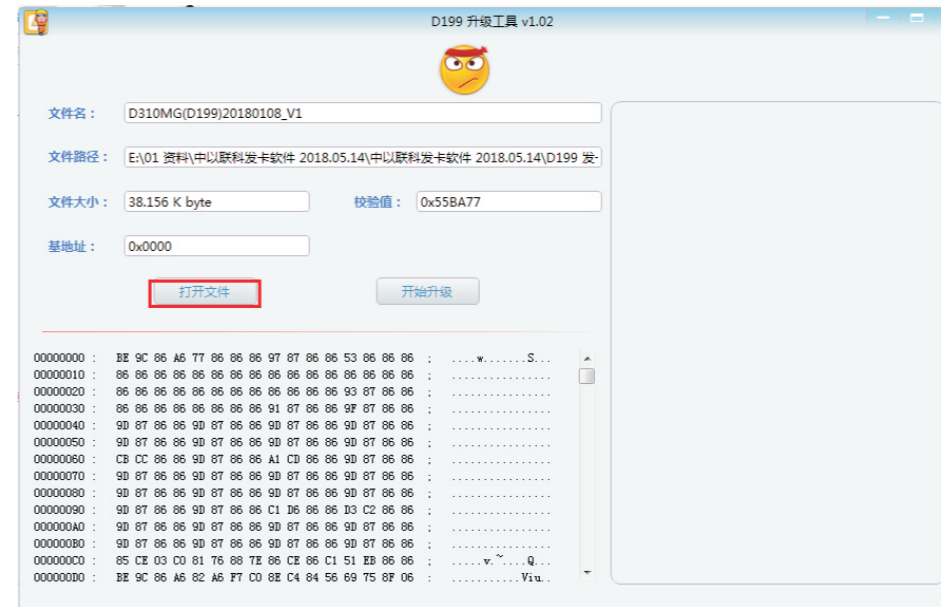 D199 升级工具 v1.02
文件名： D310MG(D199)20180108_V1
文件路径： E:\01 资料\中以联科发卡软件 2018.05.14\中以联科发卡软件 2018.05.14\D199 发卡
文件大小： 38.156 K byte 校验值： 0x55BA77
基地址： 0x0000
打开文件 开始升级
00000000 : BE 9C 86 A6 77 86 86 86 97 87 86 86 53 86 86 86 ; ....w.......S...
00000010 : 86 86 86 86 86 86 86 86 86 86 86 86 86 86 86 86 ; ................
00000020 : 86 86 86 86 86 86 86 86 86 86 86 86 93 87 86 86 ; ................
00000030 : 86 86 86 86 86 86 86 86 91 87 86 86 9F 87 86 86 ; ................
00000040 : 9D 87 86 86 9D 87 86 86 9D 87 86 86 9D 87 86 86 ; ................
00000050 : 9D 87 86 86 9D 87 86 86 9D 87 86 86 9D 87 86 86 ; ................
00000060 : CB CC 86 86 9D 87 86 86 A1 CD 86 86 9D 87 86 86 ; ................
00000070 : 9D 87 86 86 9D 87 86 86 9D 87 86 86 9D 87 86 86 ; ................
00000080 : 9D 87 86 86 9D 87 86 86 9D 87 86 86 9D 87 86 86 ; ................
00000090 : 9D 87 86 86 9D 87 86 86 C1 D6 86 86 D3 C2 86 86 ; ................
000000A0 : 9D 87 86 86 9D 87 86 86 9D 87 86 86 9D 87 86 86 ; ................
000000B0 : 9D 87 86 86 9D 87 86 86 9D 87 86 86 9D 87 86 86 ; ................
000000C0 : 85 CE 03 C0 81 76 88 7E 86 CE 86 C1 51 EB 86 86 ; .....v.~....Q...
000000D0 : BE 9C 86 A6 82 A6 F7 C0 8E C4 84 56 69 75 8F 06 : ...........Viu..